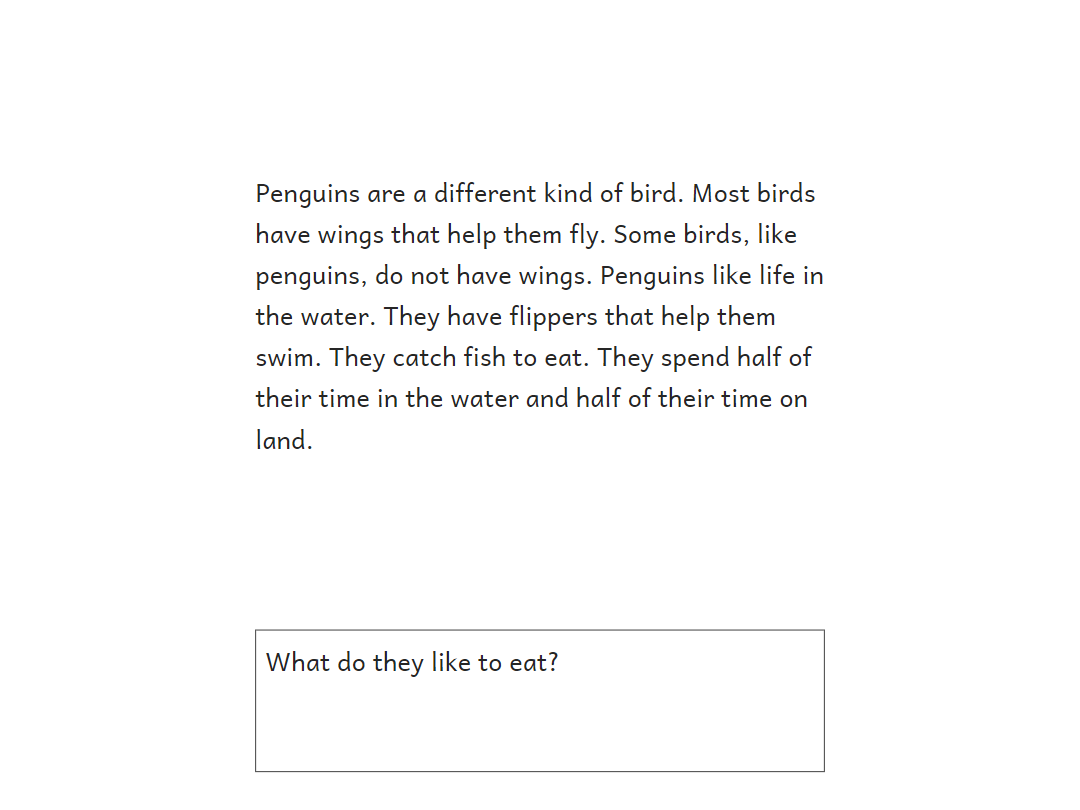 Penguins are a different kind of bird. Most birds
have wings that help them fly. Some birds, like
penguins, do not have wings. Penguins like life in
the water. They have flippers that help them
swim. They catch fish to eat. They spend half of
their time in the water and half of their time on
land.
What do they like to eat?